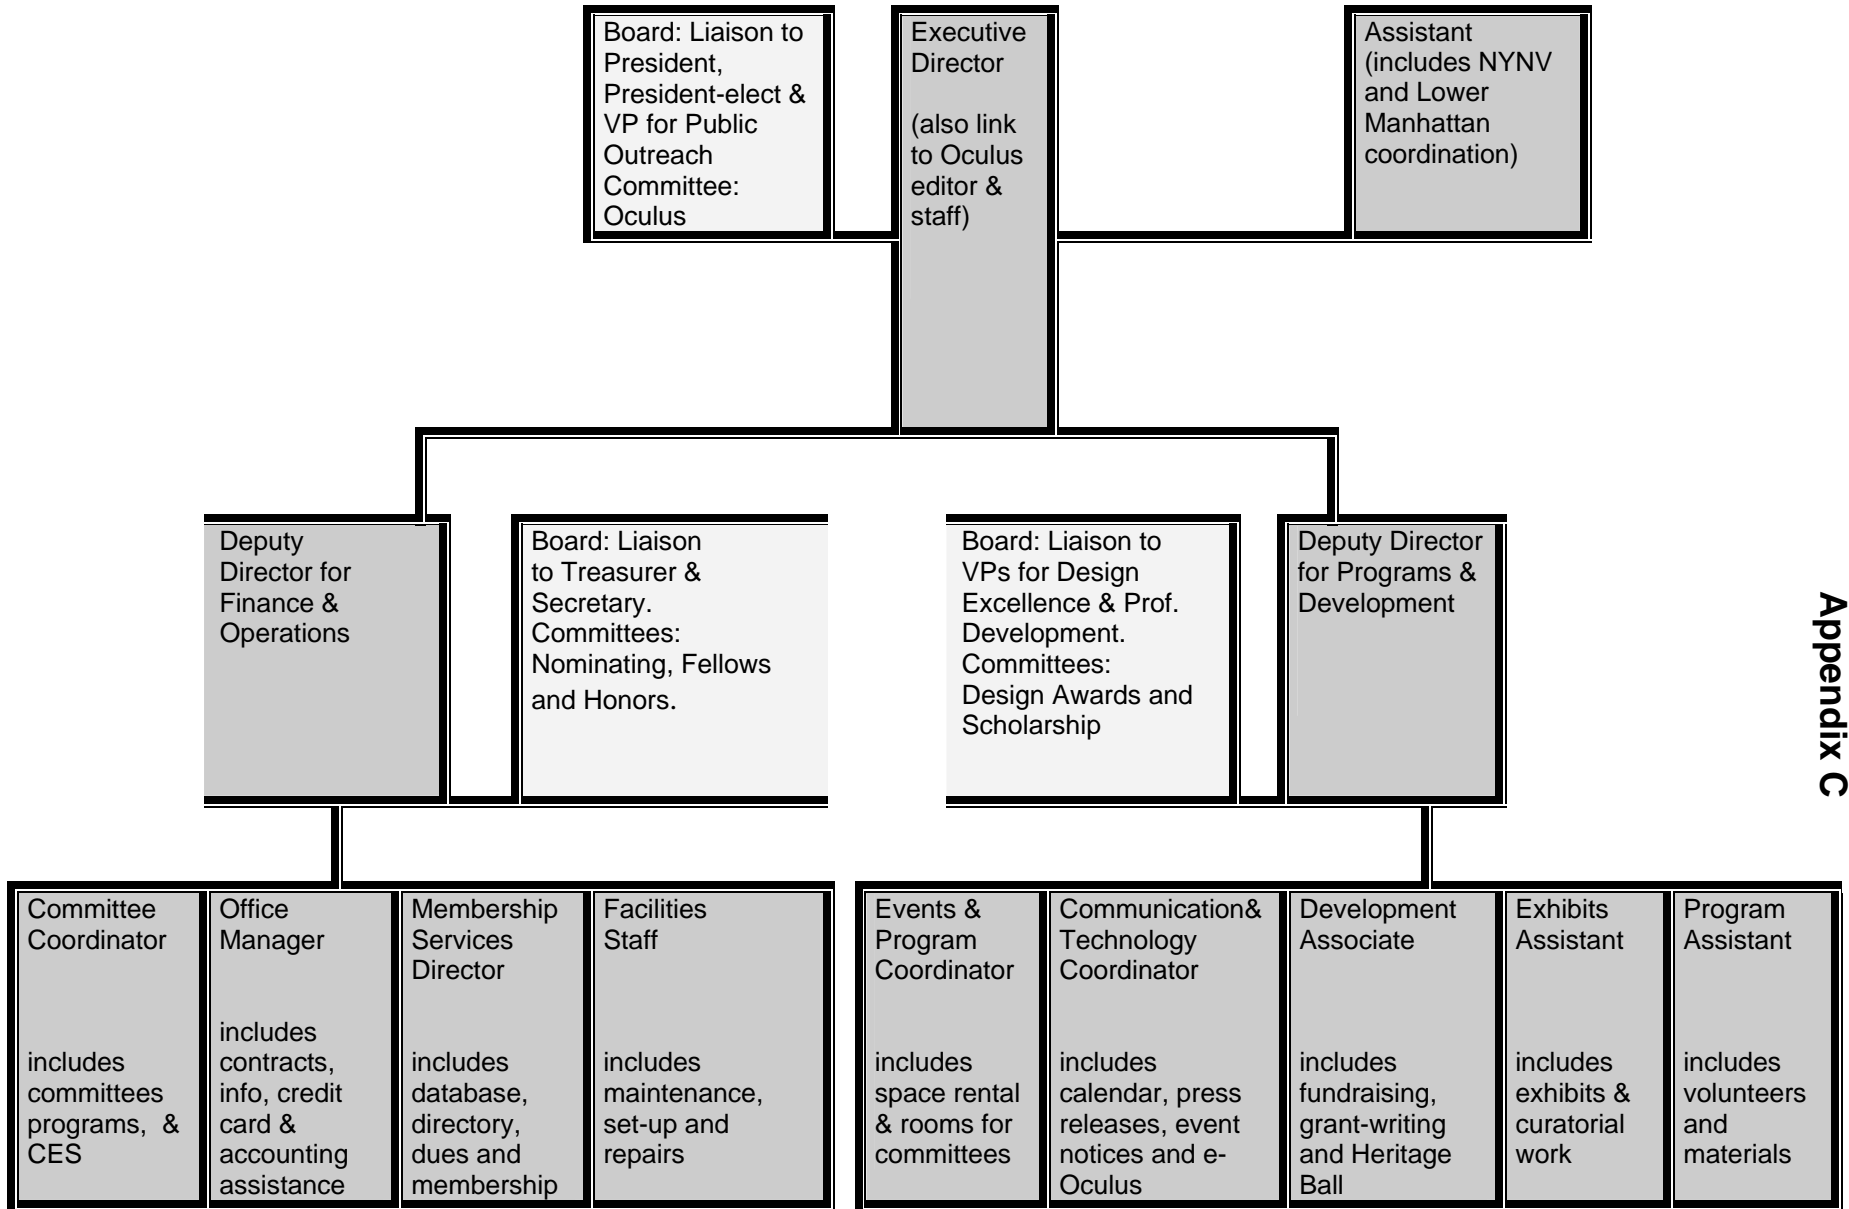 Board: Liaison to
President,
President-elect &
VP for Public
Outreach
Committee:
Oculus
Executive
Director
(also link
to Oculus
editor &
staff)
Assistant
(includes NYNV
and Lower
Manhattan
coordination)
Deputy
Director for
Finance &
Operations
Board: Liaison
to Treasurer &
Secretary.
Committees:
Nominating, Fellows
and Honors.
Board: Liaison to
VPs for Design
Excellence & Prof.
Development.
Committees:
Design Awards and
Scholarship
Deputy Director
for Programs &
Development
Appendix C
Committee
Coordinator
includes
committees
programs, &
CES
Office
Manager
includes
contracts,
info, credit
card &
accounting
assistance
Membership
Services
Director
includes
database,
directory,
dues and
membership
Facilities
Staff
includes
maintenance,
set-up and
repairs
Events &
Program
Coordinator
includes
space rental
& rooms for
committees
Communication&
Technology
Coordinator
includes
calendar, press
releases, event
notices and e-
Oculus
Development
Associate
includes
fundraising,
grant-writing
and Heritage
Ball
Exhibits
Assistant
includes
exhibits &
curatorial
work
Program
Assistant
includes
volunteers
and
materials